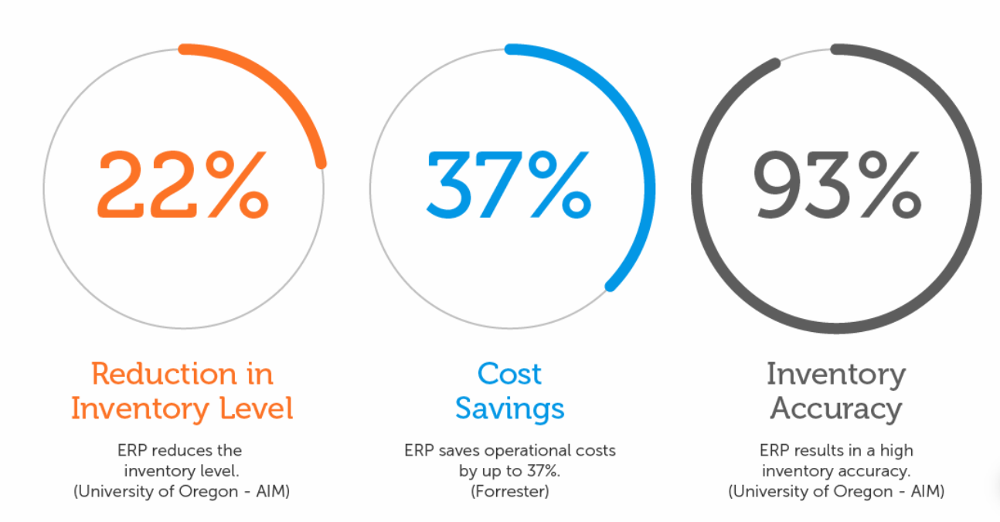 22%
Reduction in
Inventory Level
ERP reduces the
inventory level.
(University of Oregon - AIM)
37%
Cost
Savings
ERP saves operational costs
by up to 37%.
(Forrester)
93%
Inventory
Accuracy
ERP results in a high
inventory accuracy.
(University of Oregon - AIM)